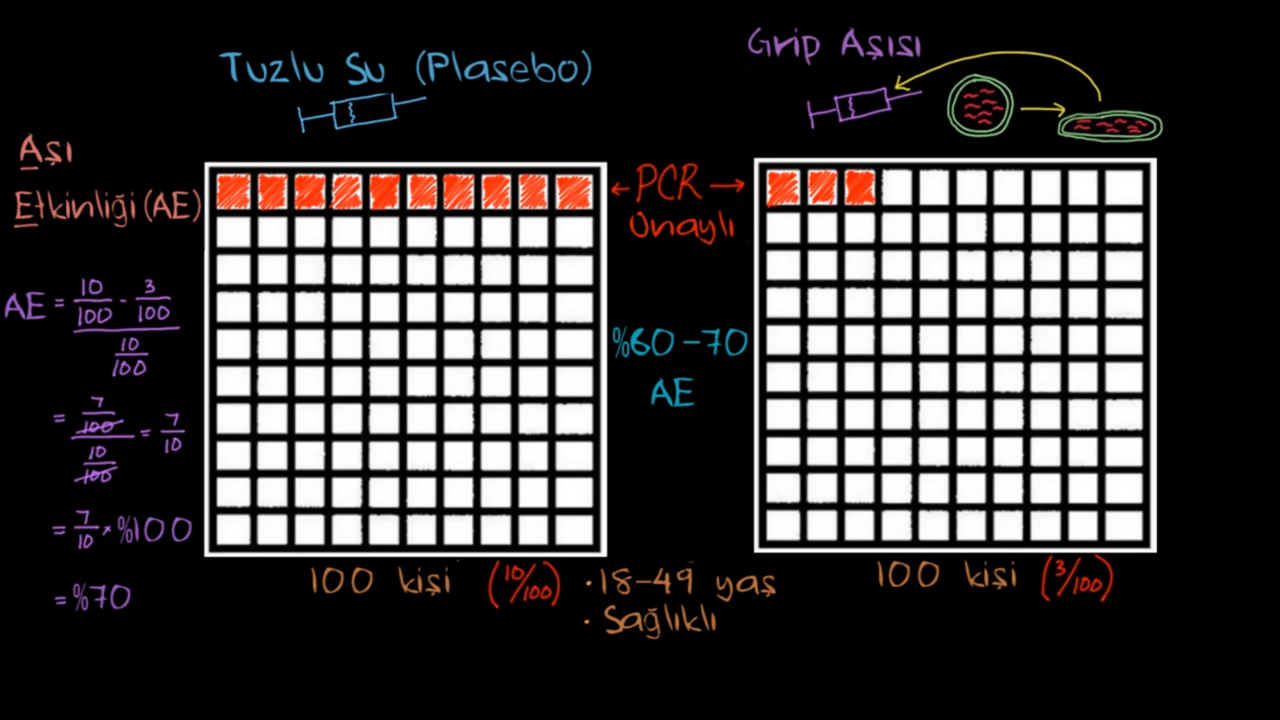 Tuzlu Su (Plasebo)
Grip Aşısı
Aşı
Etkinliği (AE)
← PCR →
Onaylı
AE = 10/100 - 3/100
10/100
= 7/100 = 7/10
10/100
= 7/10 × %100
= %70
%60-70
AE
100 kişi (10/100)
• 18-49 yaş
• Sağlıklı
100 kişi (3/100)